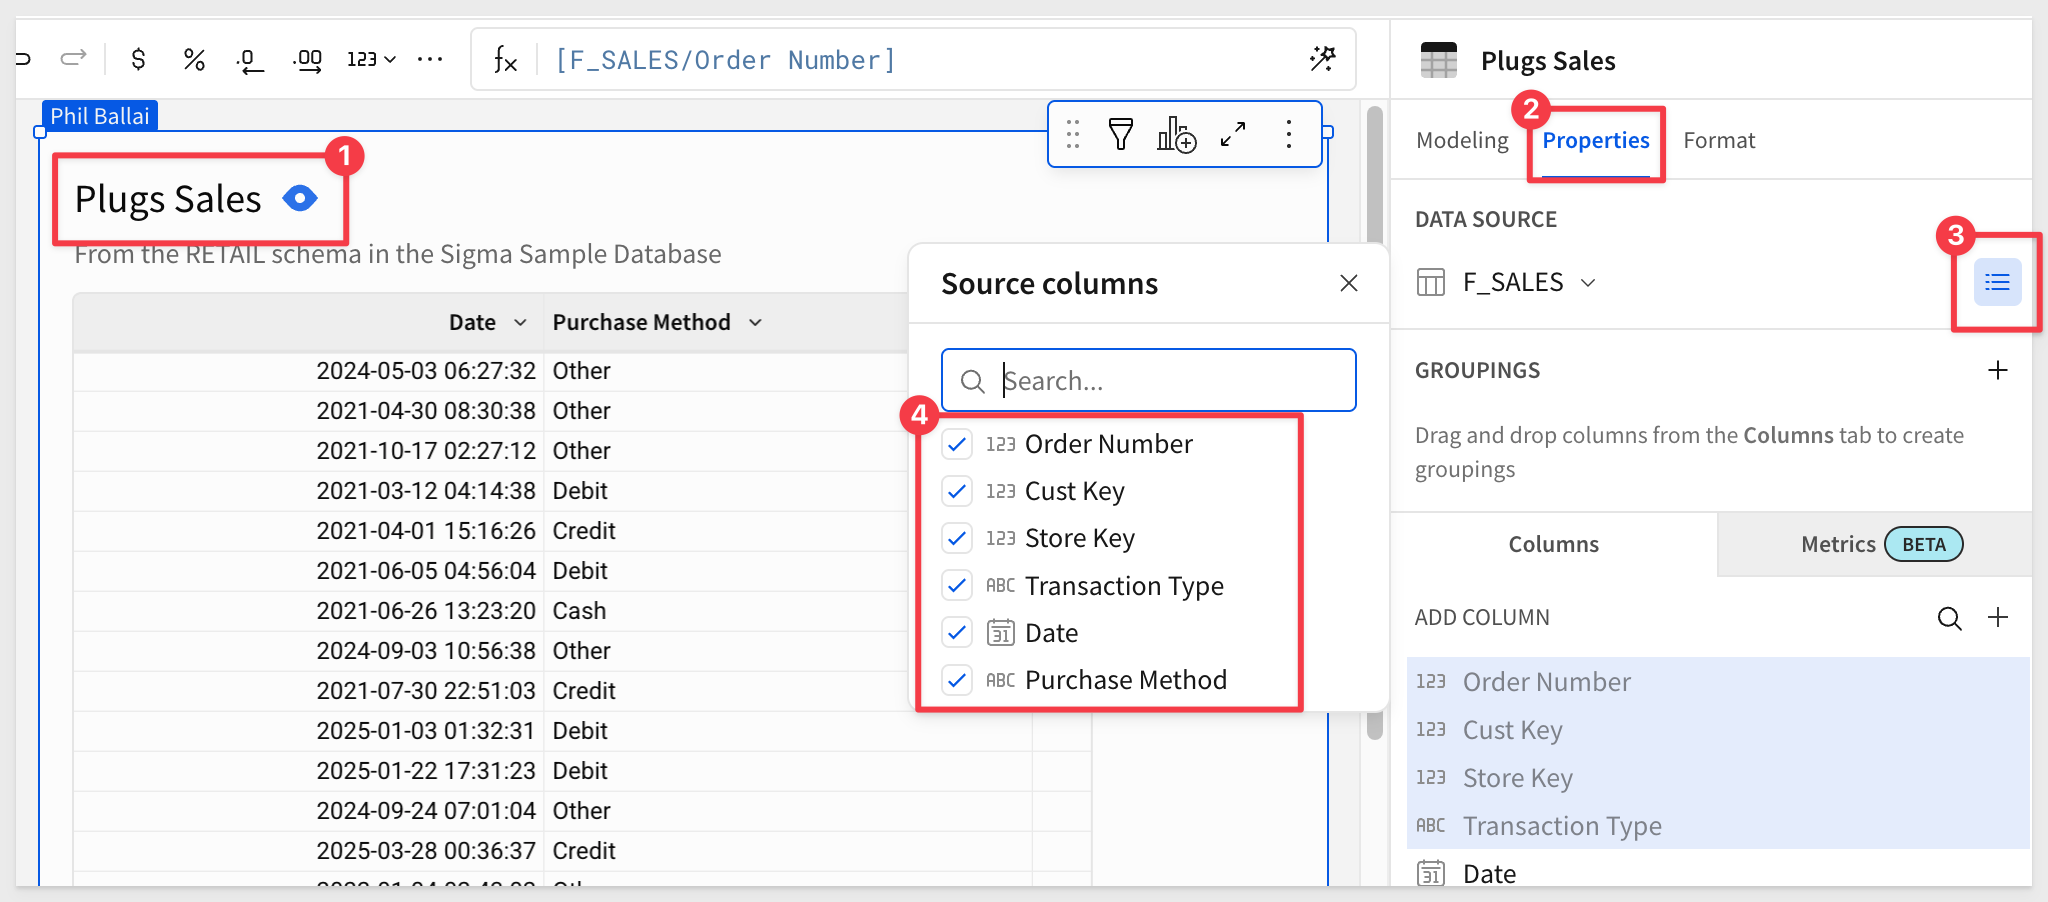 $ % .0 .00 123 ...
fx [F_SALES/Order Number]
Plugs Sales
Phil Ballai
1
Plugs Sales
From the RETAIL schema in the Sigma Sample Database
Date Purchase Method
2024-05-03 06:27:32 Other
2021-04-30 08:30:38 Other
2021-10-17 02:27:12 Other
2021-03-12 04:14:38 Debit
2021-04-01 15:16:26 Credit
2021-06-05 04:56:04 Debit
2021-06-26 13:23:20 Cash
2024-09-03 10:56:38 Other
2021-07-30 22:51:03 Credit
2025-01-03 01:32:31 Debit
2025-01-22 17:31:23 Debit
2024-09-24 07:01:04 Other
2025-03-28 00:36:37 Credit
Source columns
Search...
4
123 Order Number
123 Cust Key
123 Store Key
ABC Transaction Type
31 Date
ABC Purchase Method
2
Modeling Properties Format
DATA SOURCE
3
F_SALES
GROUPINGS
Drag and drop columns from the Columns tab to create
groupings
Columns Metrics BETA
ADD COLUMN
123 Order Number
123 Cust Key
123 Store Key
ABC Transaction Type
31 Date